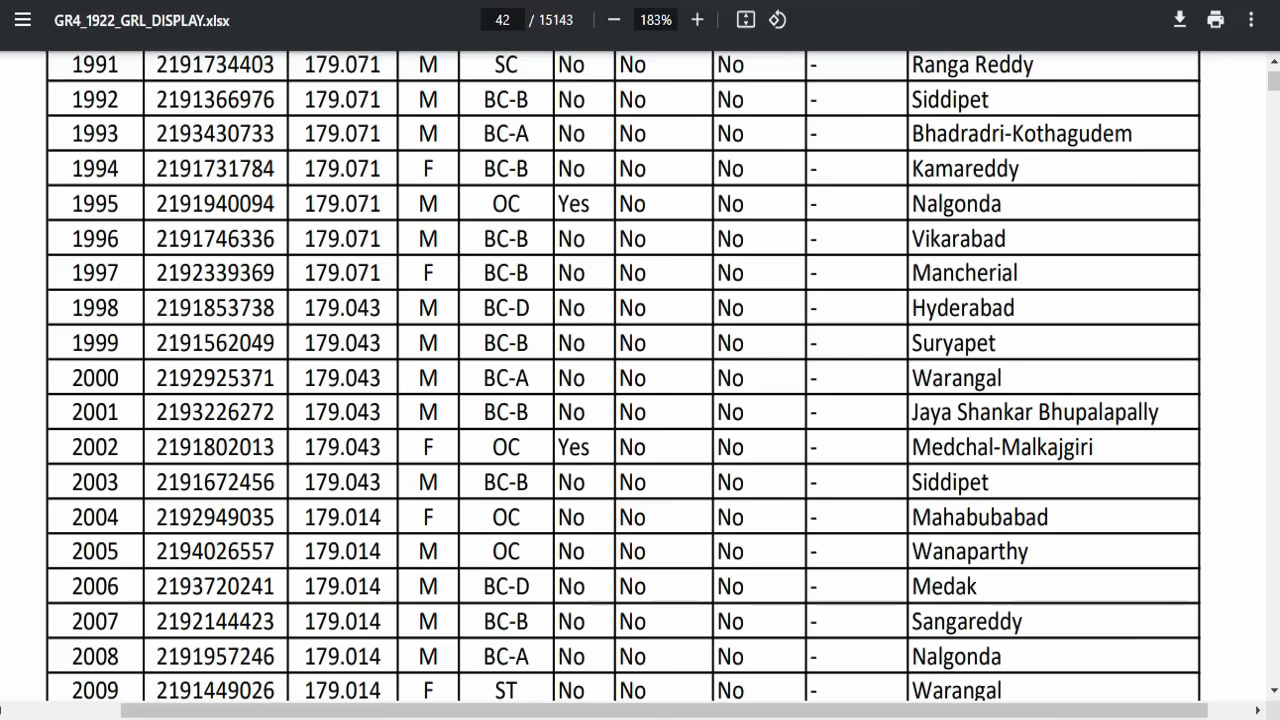 GR4_1922_GRL_DISPLAY.xlsx 42 / 15143 183%
1991 2191734403 179.071 M SC No No No - Ranga Reddy
1992 2191366976 179.071 M BC-B No No No - Siddipet
1993 2193430733 179.071 M BC-A No No No - Bhadradri-Kothagudem
1994 2191731784 179.071 F BC-B No No No - Kamareddy
1995 2191940094 179.071 M OC Yes No No - Nalgonda
1996 2191746336 179.071 M BC-B No No No - Vikarabad
1997 2192339369 179.071 F BC-B No No No - Mancherial
1998 2191853738 179.043 M BC-D No No No - Hyderabad
1999 2191562049 179.043 M BC-B No No No - Suryapet
2000 2192925371 179.043 M BC-A No No No - Warangal
2001 2193226272 179.043 M BC-B No No No - Jaya Shankar Bhupalapally
2002 2191802013 179.043 F OC Yes No No - Medchal-Malkajgiri
2003 2191672456 179.043 M BC-B No No No - Siddipet
2004 2192949035 179.014 F OC No No No - Mahabubabad
2005 2194026557 179.014 M OC No No No - Wanaparthy
2006 2193720241 179.014 M BC-D No No No - Medak
2007 2192144423 179.014 M BC-B No No No - Sangareddy
2008 2191957246 179.014 M BC-A No No No - Nalgonda
2009 2191449026 179.014 F ST No No No - Warangal